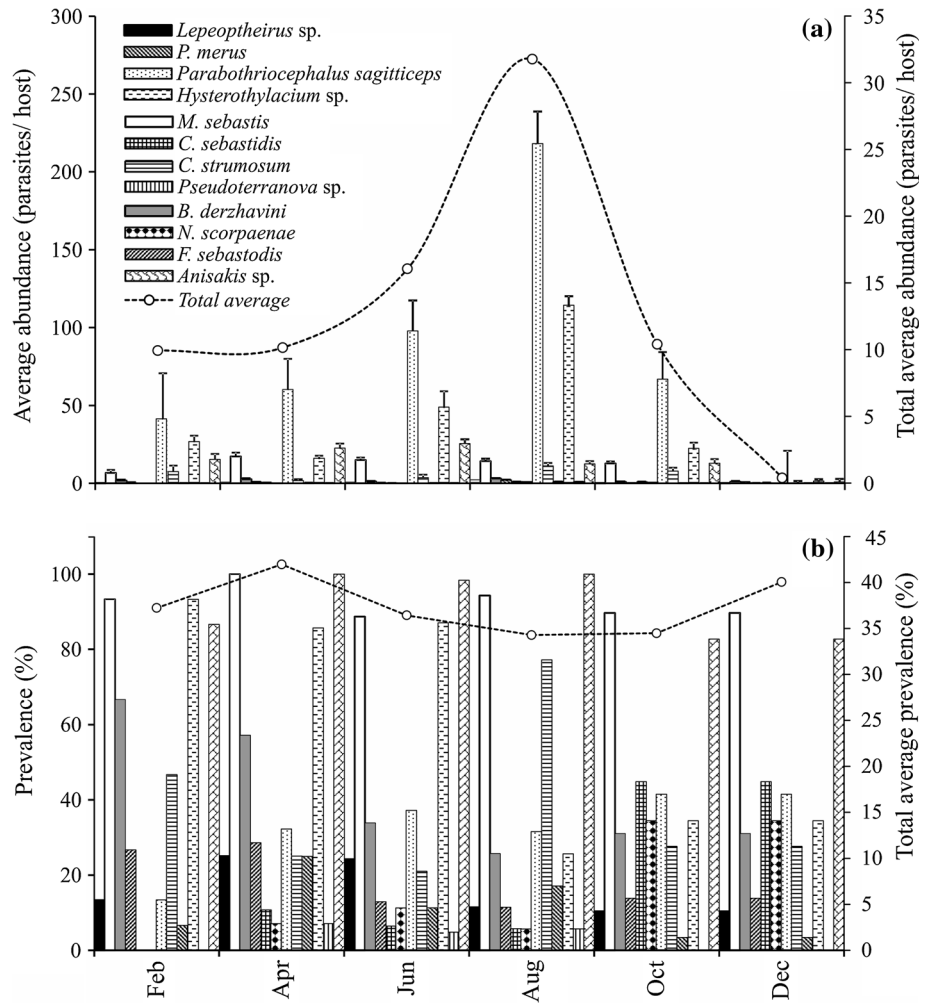 300
250
200
150
100
50
0
Average abundance (parasites/ host)
Lepeoptheirus sp.
P. merus
Parabothriocephalus sagitticeps
Hysterothylacium sp.
M. sebastis
C. sebastidis
C. strumosum
Pseudoterranova sp.
B. derzhavini
N. scorpaenae
F. sebastodis
Anisakis sp.
Total average
(a)
35
30
25
20
15
10
5
0
Total average abundance (parasites/ host)
(b)
100
80
60
40
20
0
Prevalence (%)
45
40
35
30
25
20
15
10
5
0
Total average prevalence (%)
Feb
Apr
Jun
Aug
Oct
Dec